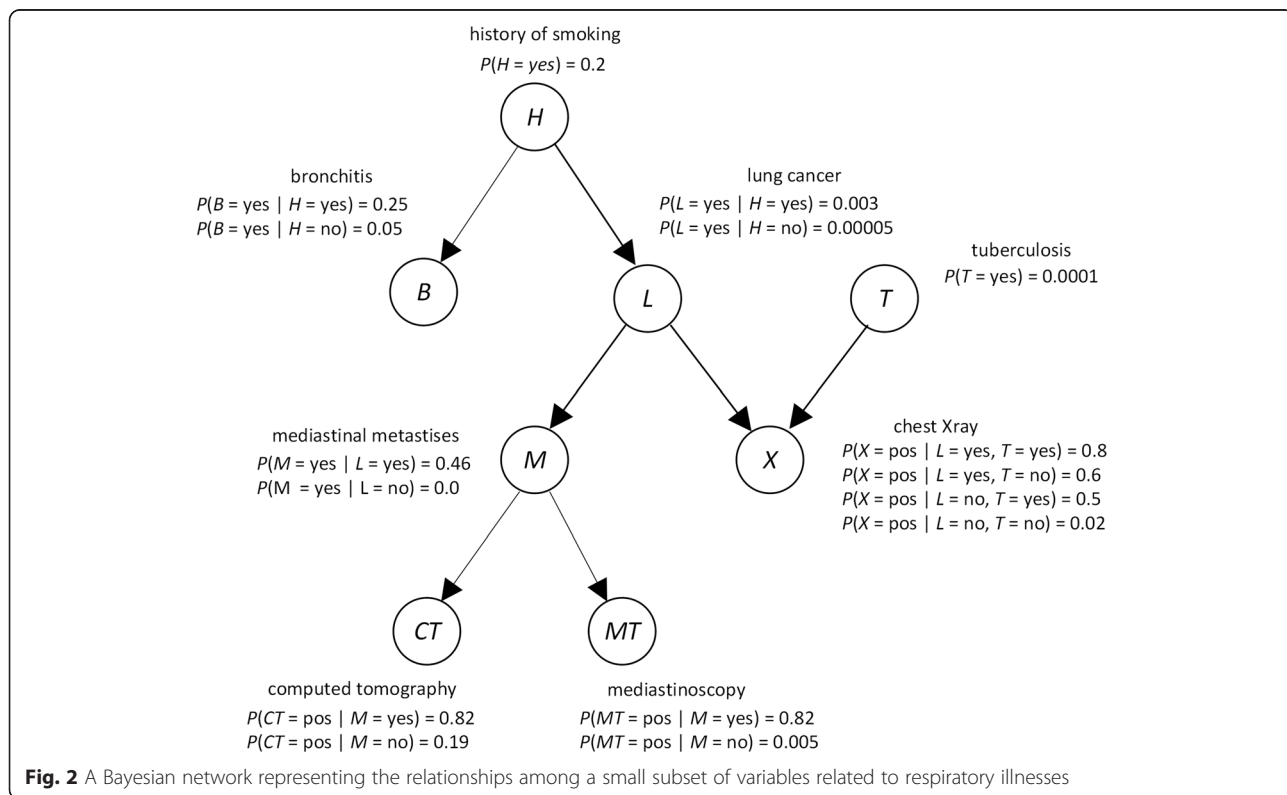 history of smoking
P(H = yes) = 0.2
H
bronchitis
P(B = yes | H = yes) = 0.25
P(B = yes | H = no) = 0.05
lung cancer
P(L = yes | H = yes) = 0.003
P(L = yes | H = no) = 0.00005
tuberculosis
P(T = yes) = 0.0001
B
L
T
mediastinal metastises
P(M = yes | L = yes) = 0.46
P(M = yes | L = no) = 0.0
M
X
chest Xray
P(X = pos | L = yes, T = yes) = 0.8
P(X = pos | L = yes, T = no) = 0.6
P(X = pos | L = no, T = yes) = 0.5
P(X = pos | L = no, T = no) = 0.02
CT
MT
computed tomography
P(CT = pos | M = yes) = 0.82
P(CT = pos | M = no) = 0.19
mediastinoscopy
P(MT = pos | M = yes) = 0.82
P(MT = pos | M = no) = 0.005
Fig. 2 A Bayesian network representing the relationships among a small subset of variables related to respiratory illnesses